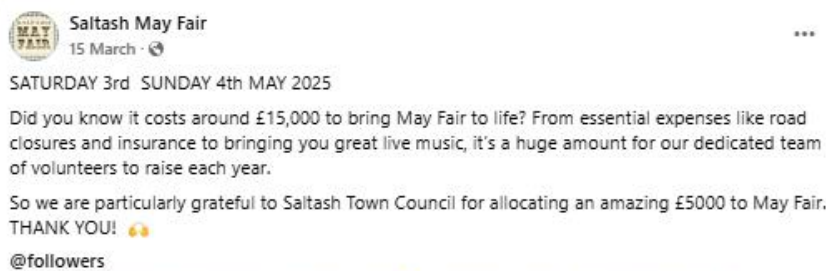 MAY
FAIR
Saltash May Fair
15 March ·
SATURDAY 3rd  SUNDAY 4th MAY 2025
Did you know it costs around £15,000 to bring May Fair to life? From essential expenses like road
closures and insurance to bringing you great live music, it's a huge amount for our dedicated team
of volunteers to raise each year.
So we are particularly grateful to Saltash Town Council for allocating an amazing £5000 to May Fair.
THANK YOU! 🙌
@followers